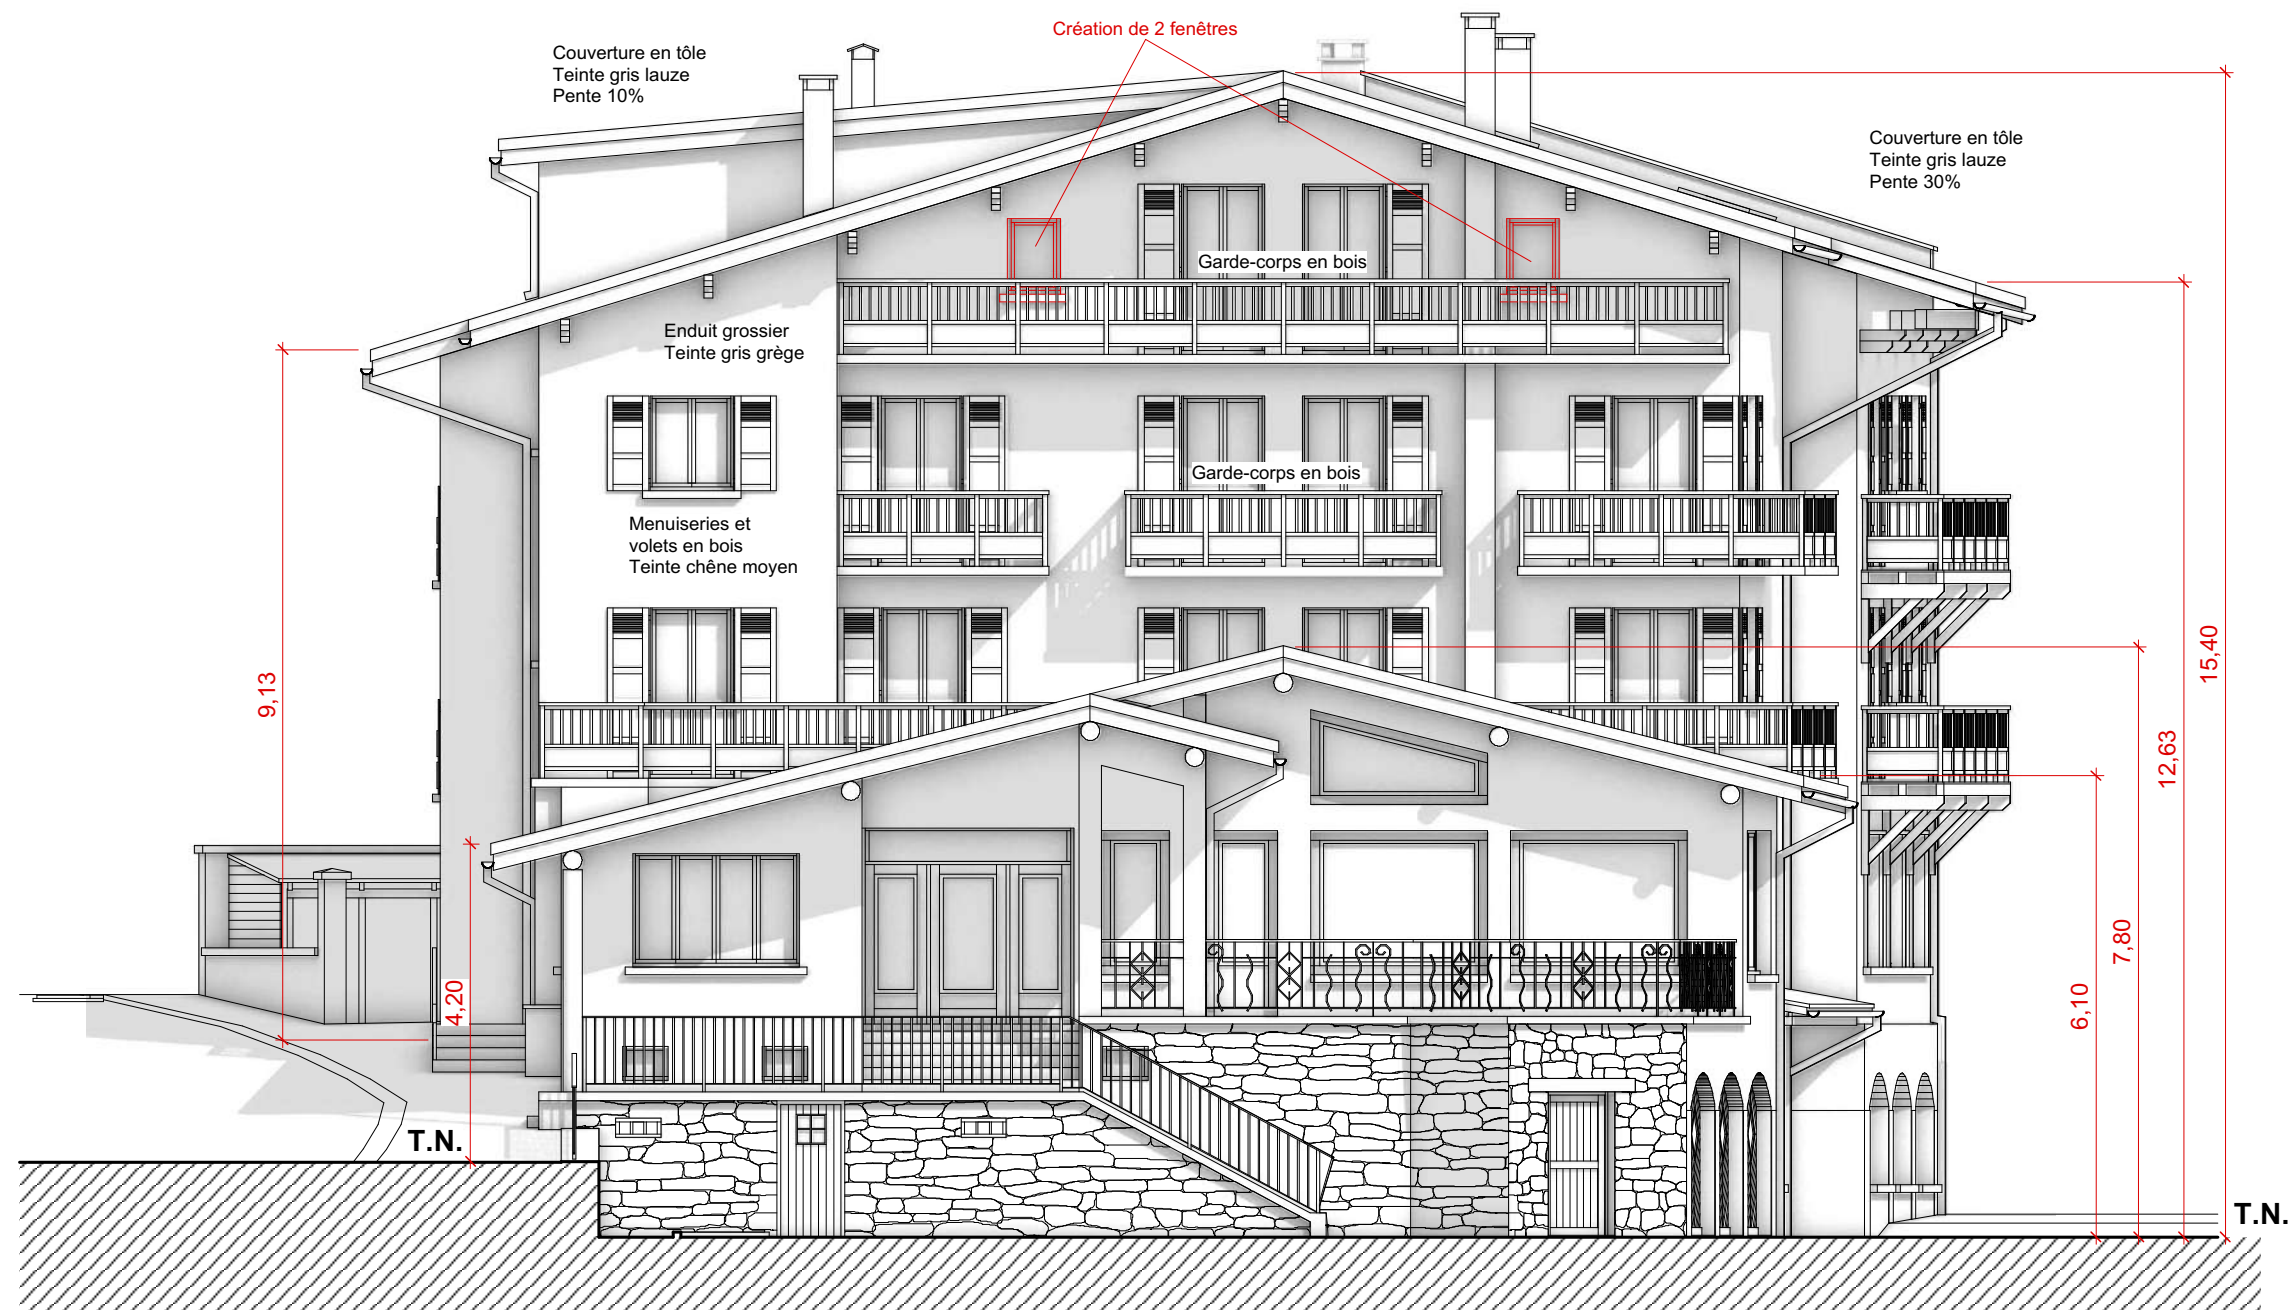 Création de 2 fenêtres
Couverture en tôle
Teinte gris lauze
Pente 10%
Couverture en tôle
Teinte gris lauze
Pente 30%
Garde-corps en bois
Enduit grossier
Teinte gris grège
Garde-corps en bois
Menuiseries et
volets en bois
Teinte chêne moyen
9,13
4,20
15,40
12,63
7,80
6,10
T.N.
T.N.